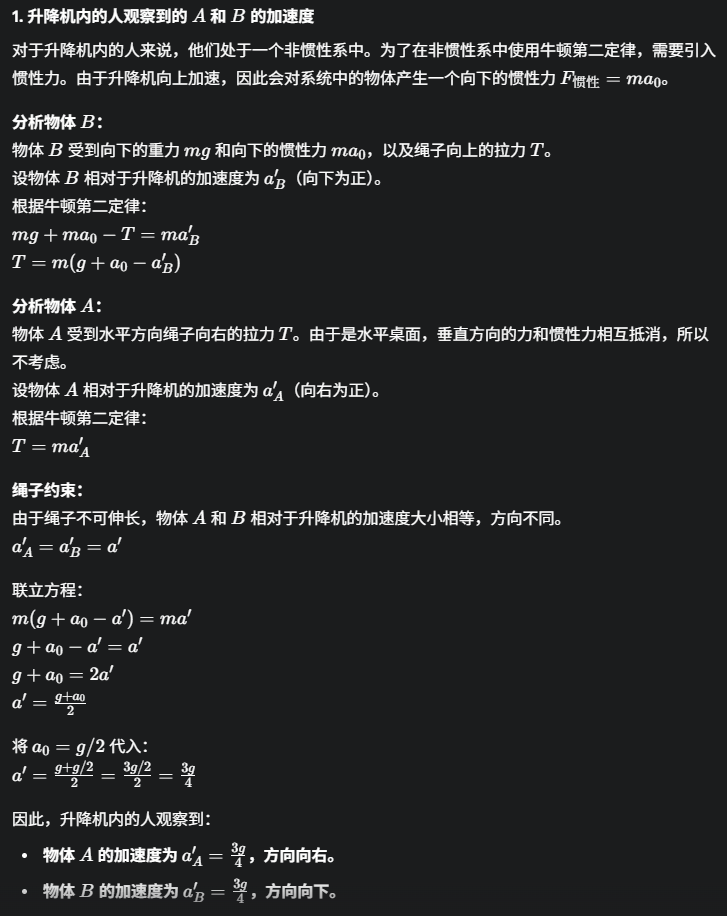 1. 升降机内的人观察到的 A 和 B 的加速度
对于升降机内的人来说，他们处于一个非惯性系中。为了在非惯性系中使用牛顿第二定律，需要引入
惯性力。由于升降机向上加速，因此会对系统中的物体产生一个向下的惯性力 F惯性 = ma₀。
分析物体 B：
物体 B 受到向下的重力 mg 和向下的惯性力 ma₀，以及绳子向上的拉力 T。
设物体 B 相对于升降机的加速度为 a′_B（向下为正）。
根据牛顿第二定律：
mg + ma₀ − T = ma′_B
T = m(g + a₀ − a′_B)
分析物体 A：
物体 A 受到水平方向绳子向右的拉力 T。由于是水平桌面，垂直方向的力和惯性力相互抵消，所以
不考虑。
设物体 A 相对于升降机的加速度为 a′_A（向右为正）。
根据牛顿第二定律：
T = ma′_A
绳子约束：
由于绳子不可伸长，物体 A 和 B 相对于升降机的加速度大小相等，方向不同。
a′_A = a′_B = a′
联立方程：
m(g + a₀ − a′) = ma′
g + a₀ − a′ = a′
g + a₀ = 2a′
a′ = (g+a₀)/2
将 a₀ = g/2 代入：
a′ = (g+g/2)/2 = (3g/2)/2 = 3g/4
因此，升降机内的人观察到：
• 物体 A 的加速度为 a′_A = 3g/4，方向向右。
• 物体 B 的加速度为 a′_B = 3g/4，方向向下。